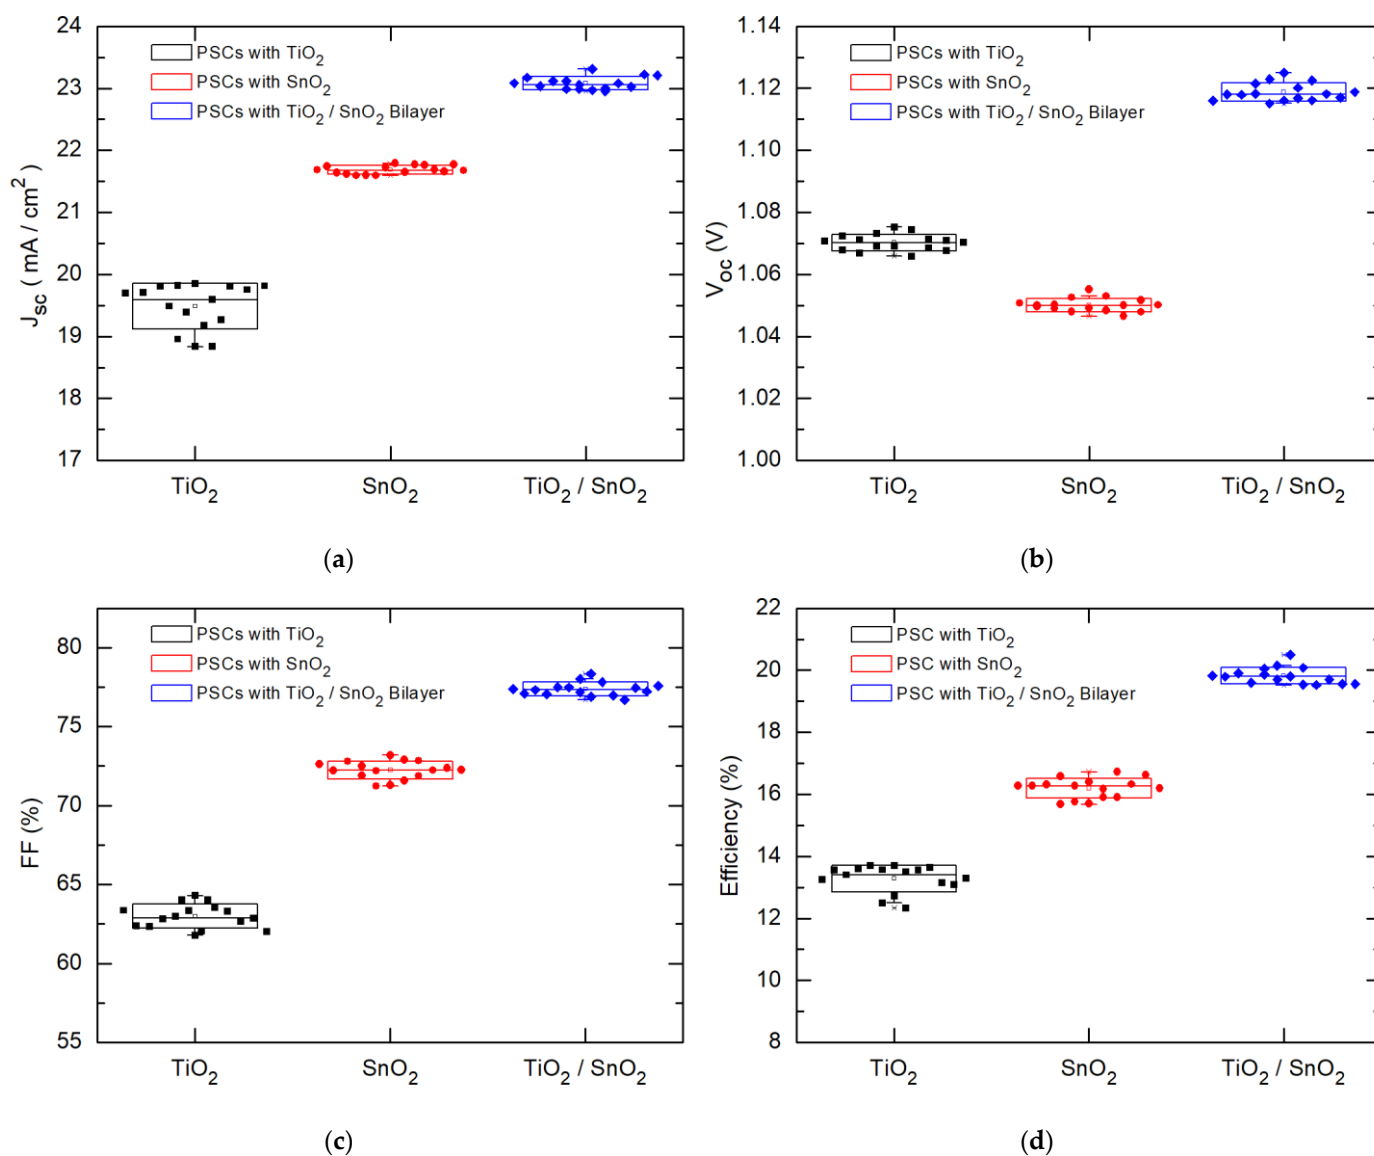 24
23
22
21
20
19
18
17
J_sc ( mA / cm^2 )
PSCs with TiO₂
PSCs with SnO₂
PSCs with TiO₂ / SnO₂ Bilayer
TiO₂
SnO₂
TiO₂ / SnO₂
(a)
1.14
1.12
1.10
1.08
1.06
1.04
1.02
1.00
V_oc (V)
PSCs with TiO₂
PSCs with SnO₂
PSCs with TiO₂ / SnO₂ Bilayer
TiO₂
SnO₂
TiO₂ / SnO₂
(b)
80
75
70
65
60
55
FF (%)
PSCs with TiO₂
PSCs with SnO₂
PSCs with TiO₂ / SnO₂ Bilayer
TiO₂
SnO₂
TiO₂ / SnO₂
(c)
22
20
18
16
14
12
10
8
Efficiency (%)
PSC with TiO₂
PSC with SnO₂
PSC with TiO₂ / SnO₂ Bilayer
TiO₂
SnO₂
TiO₂ / SnO₂
(d)